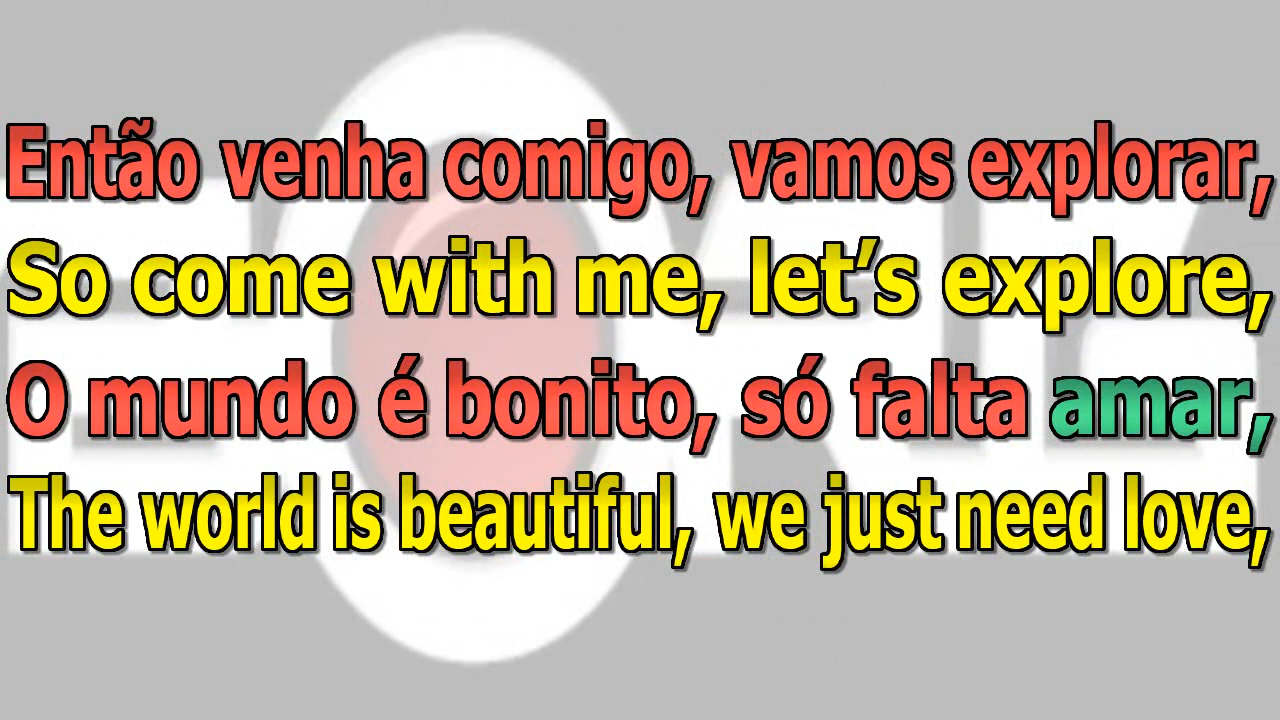 Então venha comigo, vamos explorar,
So come with me, let’s explore,
O mundo é bonito, só falta amar,
The world is beautiful, we just need love,